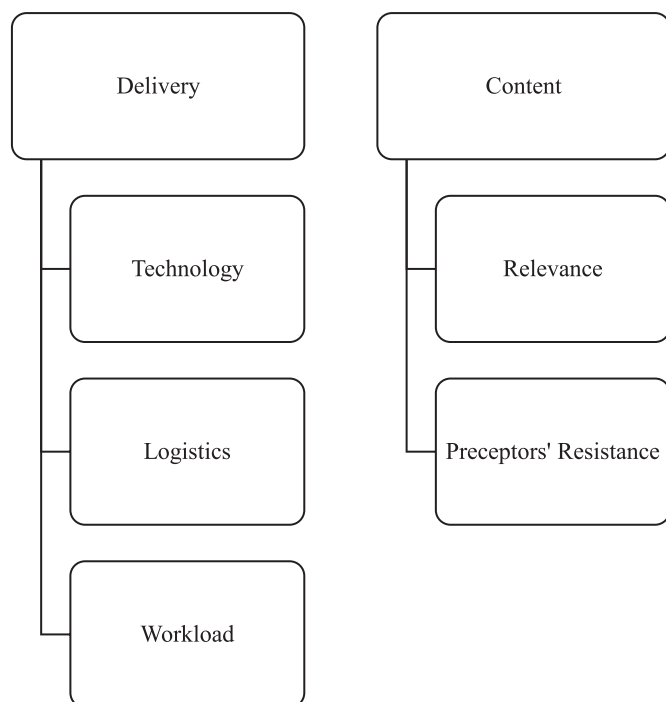 Delivery
Technology
Logistics
Workload
Content
Relevance
Preceptors' Resistance